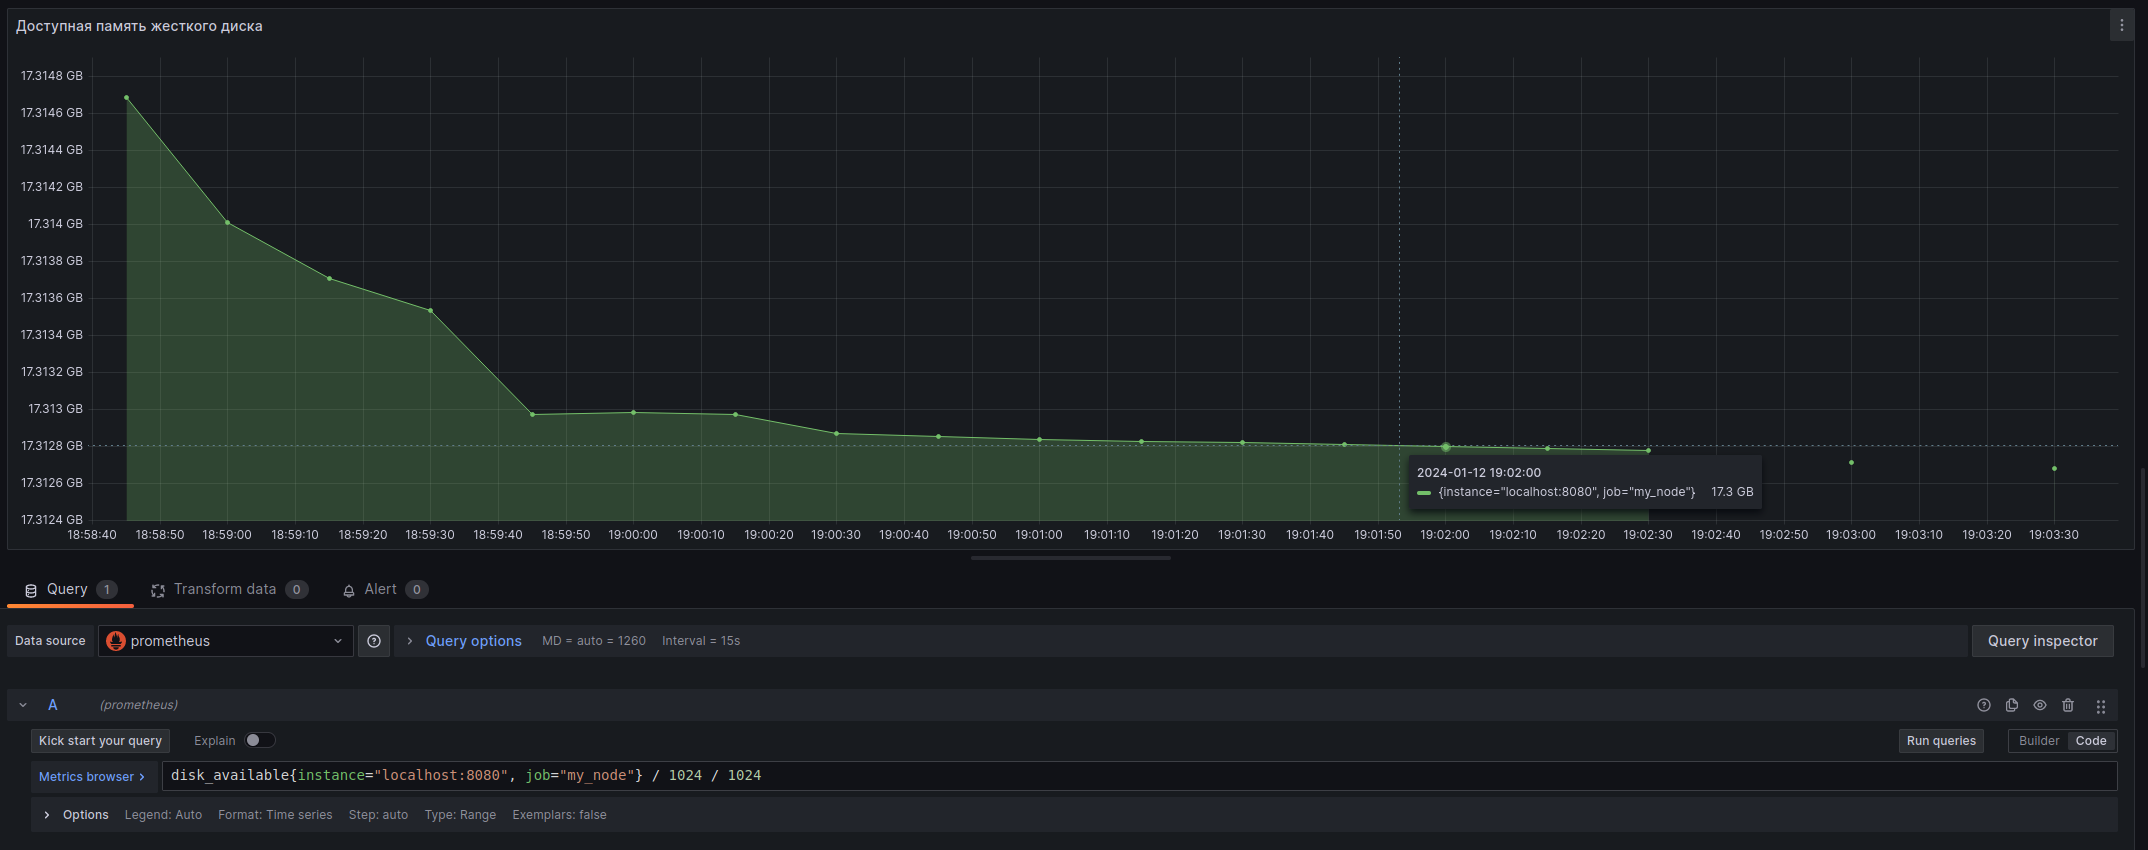 Доступная память жесткого диска
17.3148 GB
17.3146 GB
17.3144 GB
17.3142 GB
17.314 GB
17.3138 GB
17.3136 GB
17.3134 GB
17.3132 GB
17.313 GB
17.3128 GB
17.3126 GB
17.3124 GB
2024-01-12 19:02:00
{instance="localhost:8080", job="my_node"} 17.3 GB
18:58:40 18:58:50 18:59:00 18:59:10 18:59:20 18:59:30 18:59:40 18:59:50 19:00:00 19:00:10 19:00:20 19:00:30 19:00:40 19:00:50 19:01:00 19:01:10 19:01:20 19:01:30 19:01:40 19:01:50 19:02:00 19:02:10 19:02:20 19:02:30 19:02:40 19:02:50 19:03:00 19:03:10 19:03:20 19:03:30
Query 1 Transform data 0 Alert 0
Data source prometheus Query options MD = auto = 1260 Interval = 15s Query inspector
A (prometheus)
Kick start your query Explain Run queries Builder Code
Metrics browser > disk_available{instance="localhost:8080", job="my_node"} / 1024 / 1024
Options Legend: Auto Format: Time series Step: auto Type: Range Exemplars: false